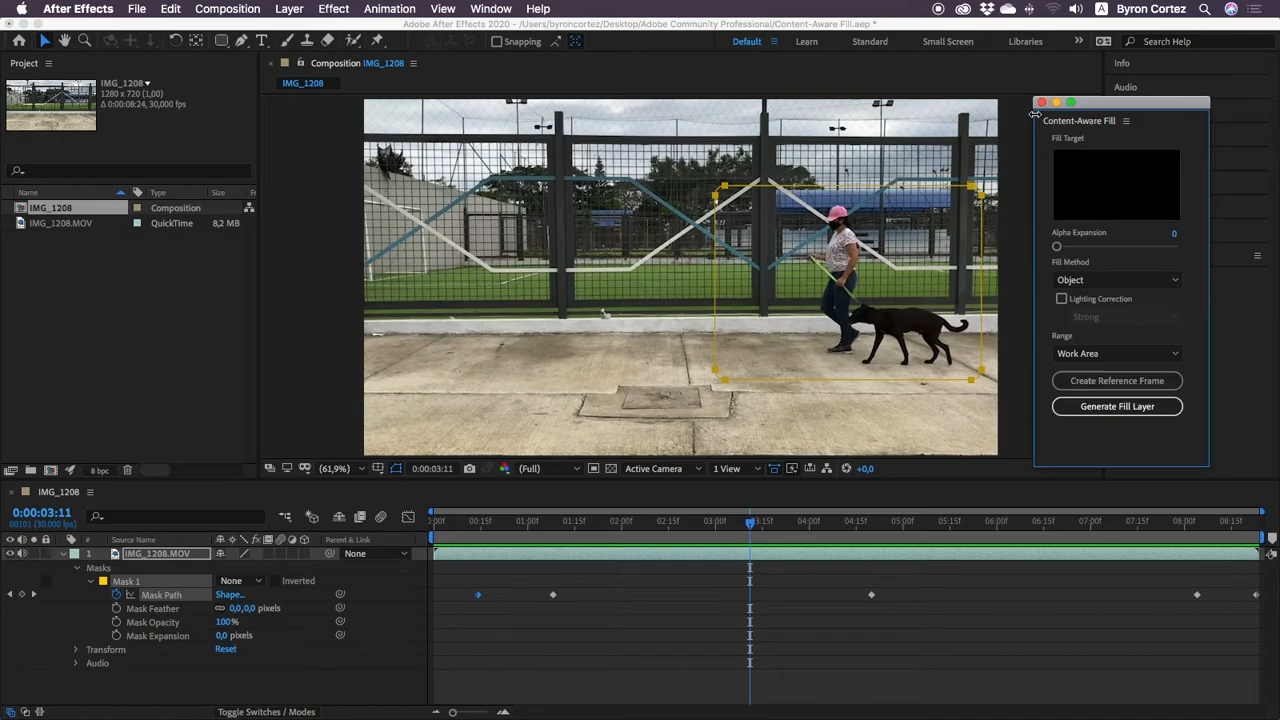 After Effects File Edit Composition Layer Effect Animation View Window Help Byron Cortez
Adobe After Effects 2020 - /Users/byroncortez/Desktop/Adobe Community Professional/Content-Aware Fill.aep *
Snapping Default Learn Standard Small Screen Libraries Search Help
Project
Composition IMG_1208
Info
IMG_1208
1280 x 720 (1,00)
Δ 0:00:08:24, 30,000 fps
IMG_1208
Audio
Content-Aware Fill
Fill Target
Name Type Size
IMG_1208 Composition
IMG_1208.MOV QuickTime 8,2 MB
Alpha Expansion 0
Fill Method
Object
Lighting Correction
Strong
Range
Work Area
Create Reference Frame
Generate Fill Layer
8 bpc
(61,9%) 0:00:03:11 (Full) Active Camera 1 View +0,0
IMG_1208
0:00:03:11
00101 (30.000 fps)
:00f 00:15f 01:00f 01:15f 02:00f 02:15f 03:00f 03:15f 04:00f 04:15f 05:00f 05:15f 06:00f 06:15f 07:00f 07:15f 08:00f 08:15f
# Source Name Parent & Link
1 IMG_1208.MOV None
Masks
Mask 1 None Inverted
Mask Path Shape...
Mask Feather 0,0,0,0 pixels
Mask Opacity 100%
Mask Expansion 0,0 pixels
Transform Reset
Audio
Toggle Switches / Modes